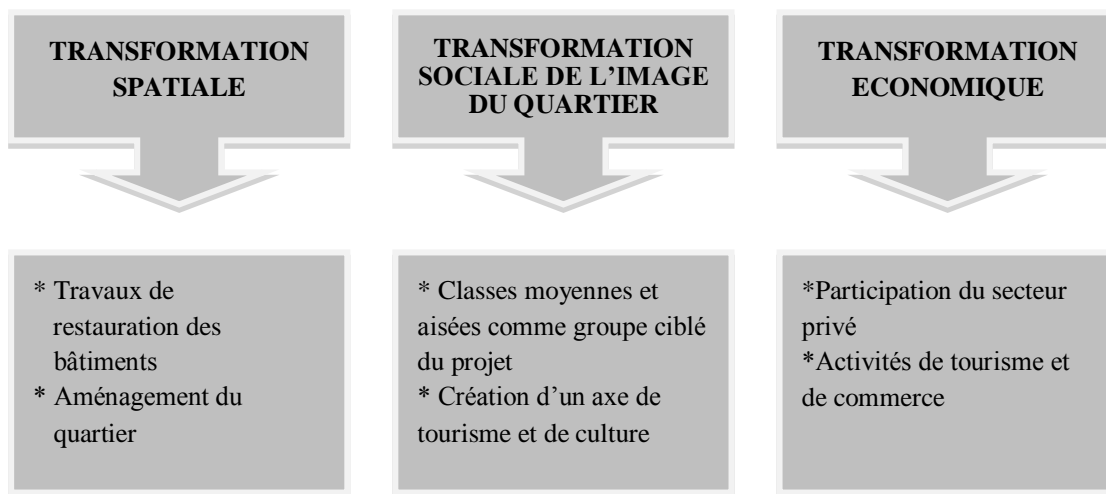 TRANSFORMATION
SPATIALE
TRANSFORMATION
SOCIALE DE L’IMAGE
DU QUARTIER
TRANSFORMATION
ECONOMIQUE
* Travaux de
restauration des
bâtiments
* Aménagement du
quartier
* Classes moyennes et
aisées comme groupe ciblé
du projet
* Création d’un axe de
tourisme et de culture
*Participation du secteur
privé
*Activités de tourisme et
de commerce